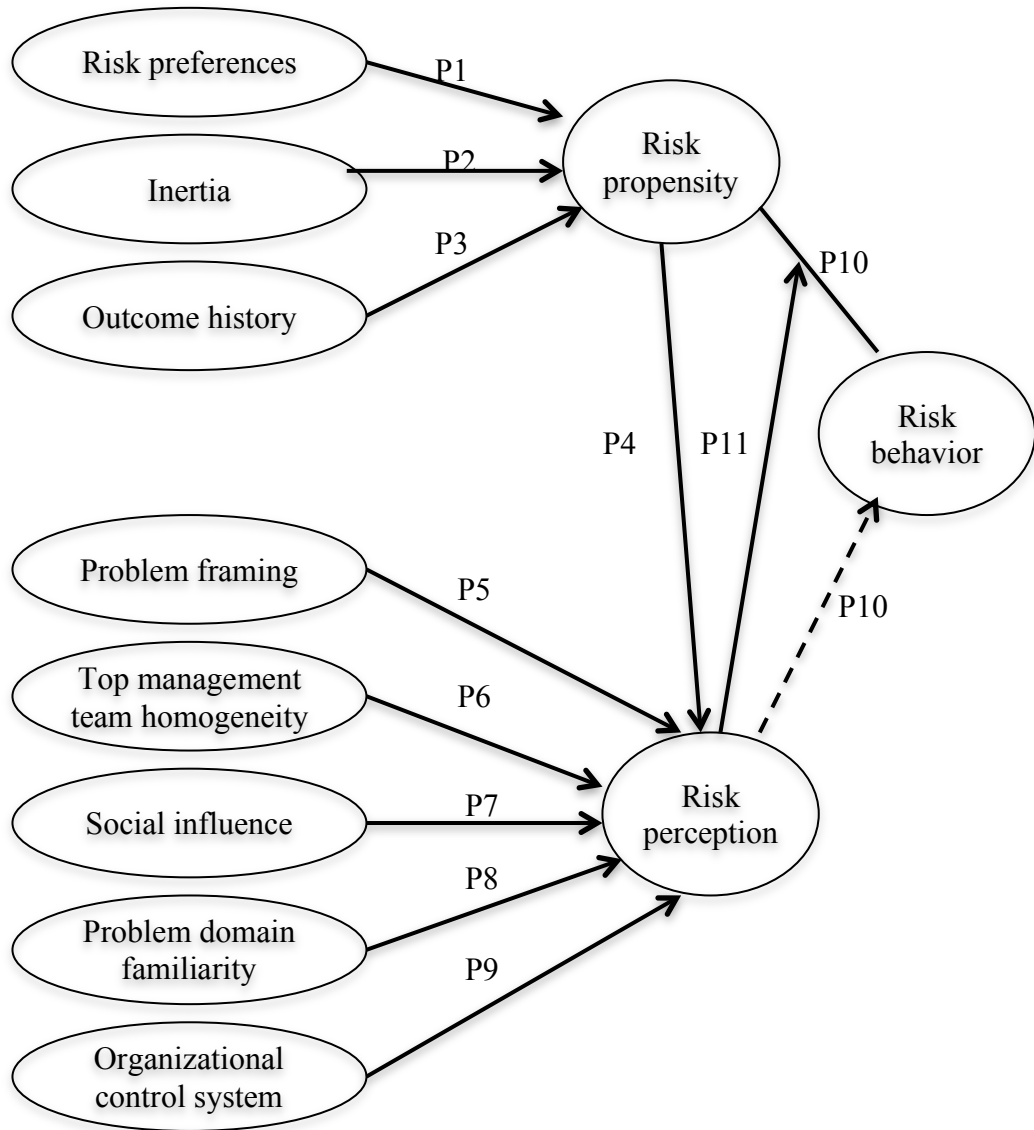 Risk preferences
P1
Risk
propensity
Inertia
P2
P3
Outcome history
P10
P4
P11
Risk
behavior
Problem framing
P5
P10
Top management
team homogeneity
P6
Social influence
P7
Risk
perception
P8
Problem domain
familiarity
P9
Organizational
control system